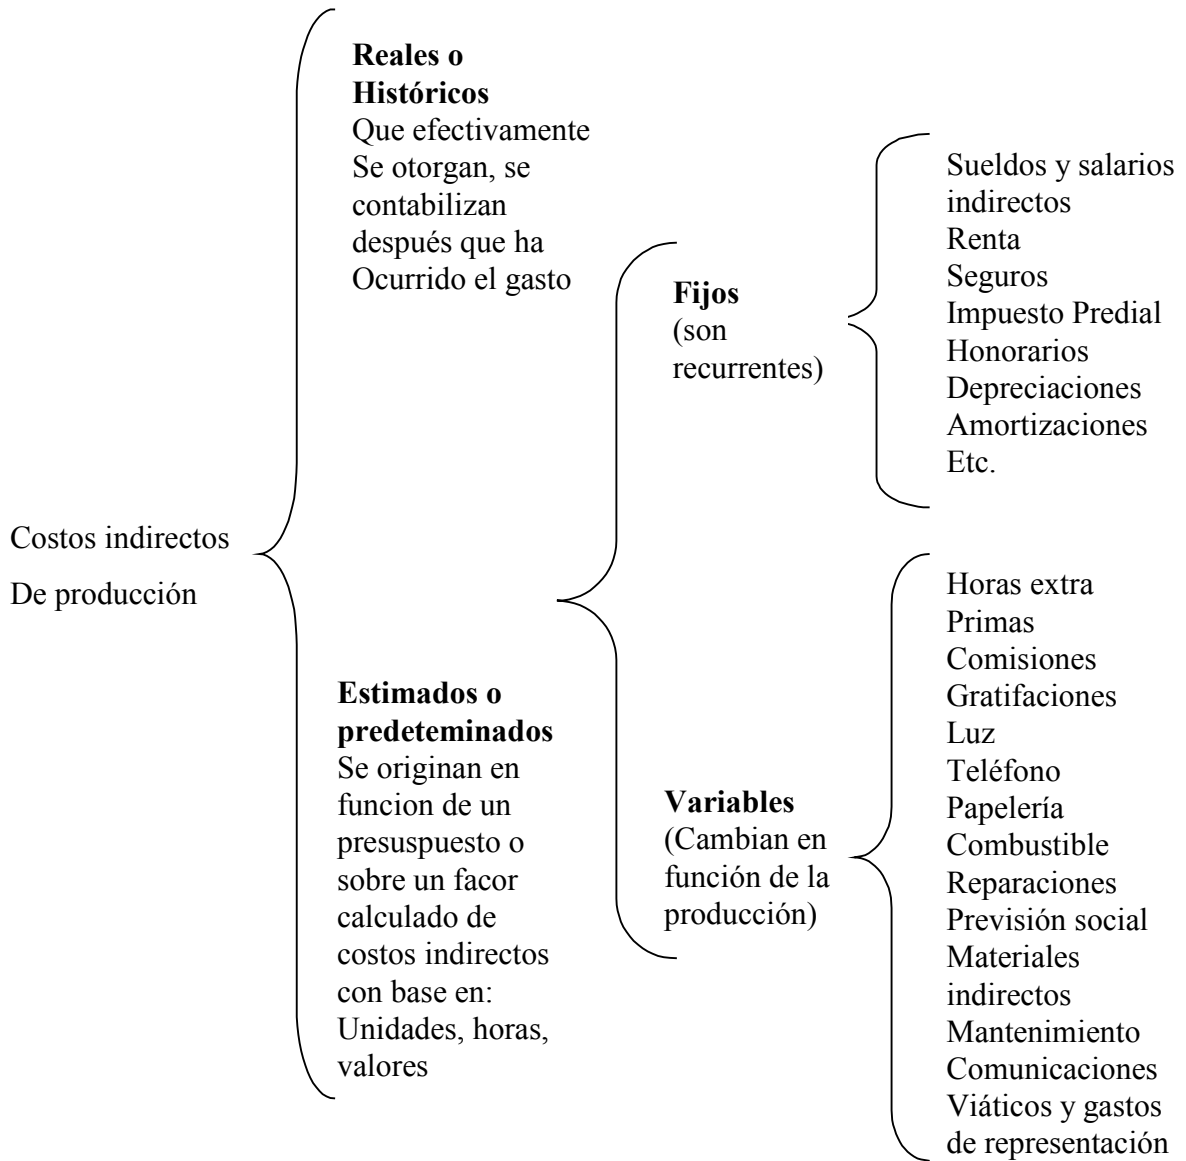 Costos indirectos
De producción
Reales o
Históricos
Que efectivamente
Se otorgan, se
contabilizan
después que ha
Ocurrido el gasto
Estimados o
predeteminados
Se originan en
funcion de un
presuspuesto o
sobre un facor
calculado de
costos indirectos
con base en:
Unidades, horas,
valores
Fijos
(son
recurrentes)
Sueldos y salarios
indirectos
Renta
Seguros
Impuesto Predial
Honorarios
Depreciaciones
Amortizaciones
Etc.
Variables
(Cambian en
función de la
producción)
Horas extra
Primas
Comisiones
Gratifaciones
Luz
Teléfono
Papelería
Combustible
Reparaciones
Previsión social
Materiales
indirectos
Mantenimiento
Comunicaciones
Viáticos y gastos
de representación